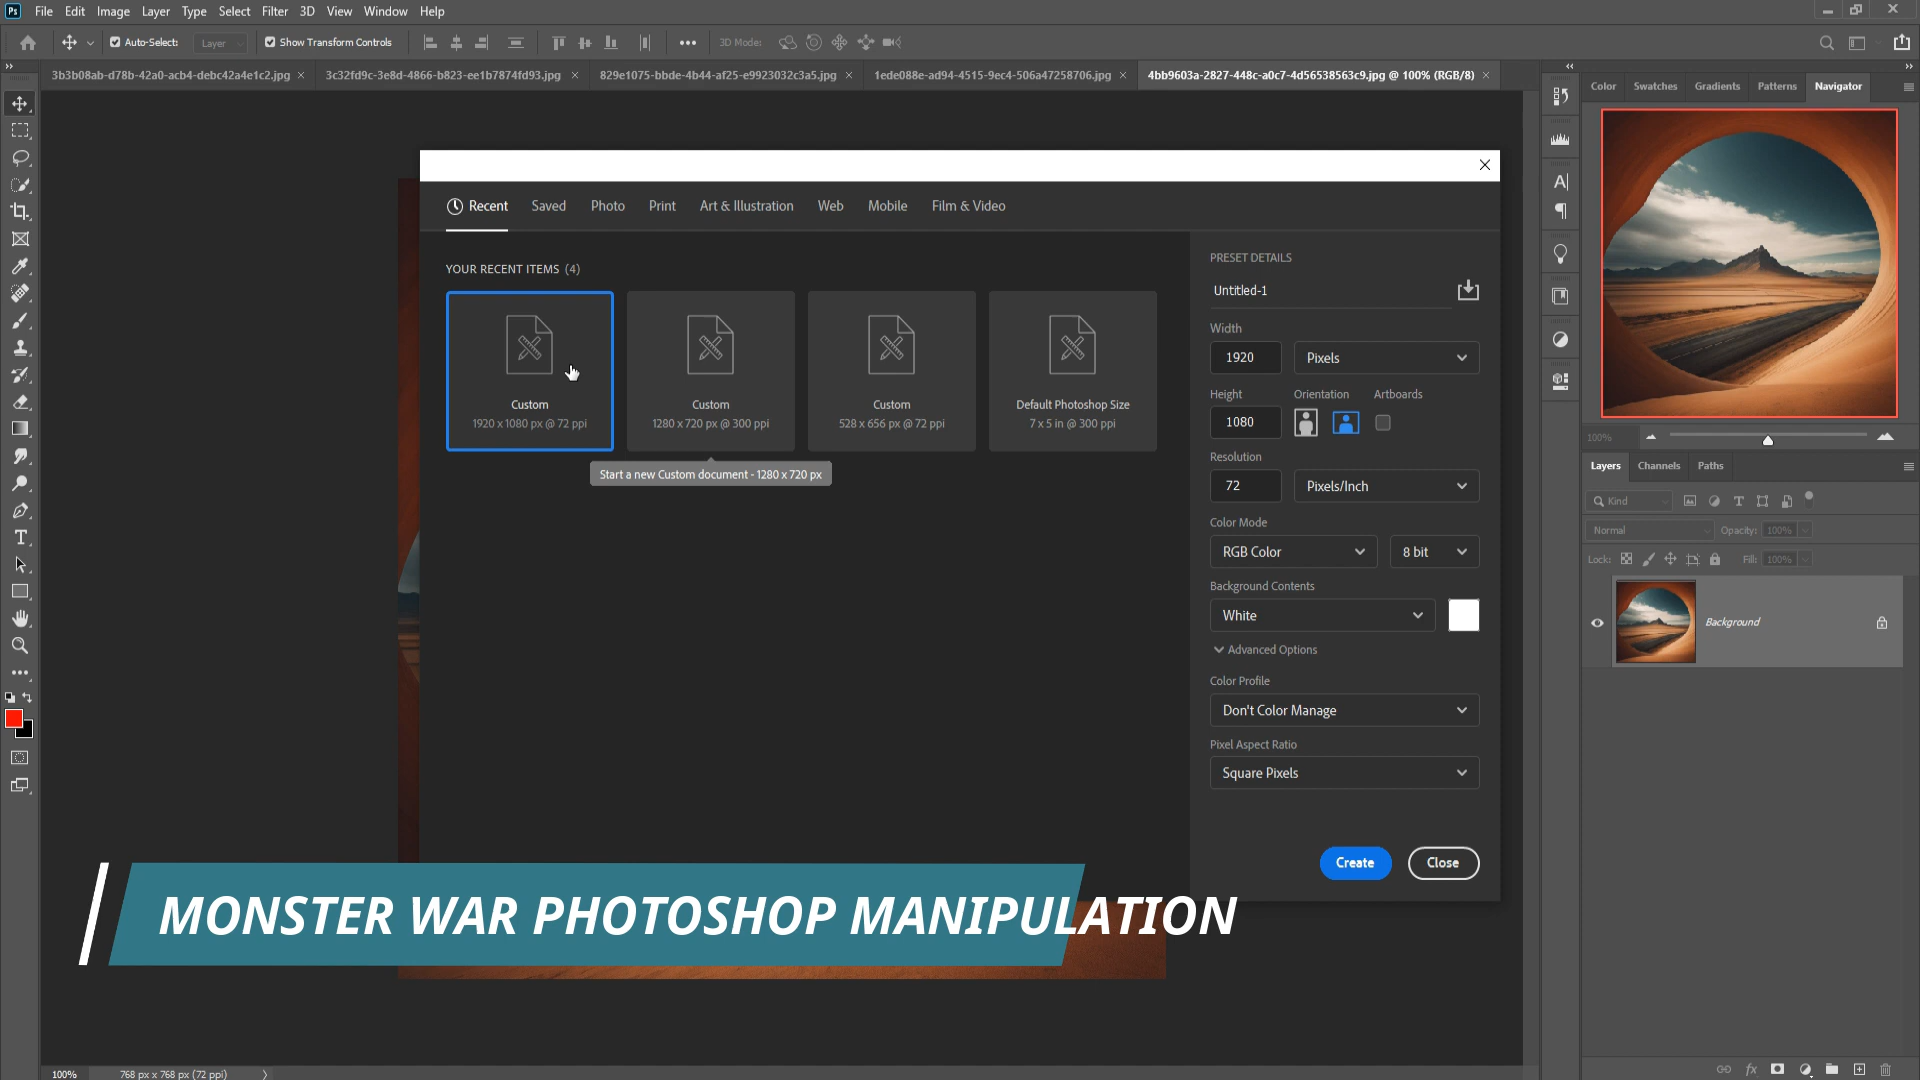 Ps File Edit Image Layer Type Select Filter 3D View Window Help
Auto-Select: Layer Show Transform Controls 3D Mode:
3b3b08ab-d78b-42a0-acb4-debc42a4e1c2.jpg 3c32fd9c-3e8d-4866-b823-ee1b7874fd93.jpg 829e1075-bbde-4b44-af25-e9923032c3a5.jpg 1ede088e-ad94-4515-9ec4-506a47258706.jpg 4bb9603a-2827-448c-a0c7-4d56538563c9.jpg @ 100% (RGB/8)
Color Swatches Gradients Patterns Navigator
Recent Saved Photo Print Art & Illustration Web Mobile Film & Video
YOUR RECENT ITEMS (4)
Custom Custom Custom Default Photoshop Size
1920 x 1080 px @ 72 ppi 1280 x 720 px @ 300 ppi 528 x 656 px @ 72 ppi 7 x 5 in @ 300 ppi
Start a new Custom document - 1280 x 720 px
PRESET DETAILS
Untitled-1
Width
1920 Pixels
Height Orientation Artboards
1080
Resolution
72 Pixels/Inch
Color Mode
RGB Color 8 bit
Background Contents
White
Advanced Options
Color Profile
Don't Color Manage
Pixel Aspect Ratio
Square Pixels
Create Close
100%
Layers Channels Paths
Kind
Normal Opacity: 100%
Lock: Fill: 100%
Background
MONSTER WAR PHOTOSHOP MANIPULATION
100% 768 px x 768 px (72 ppi)